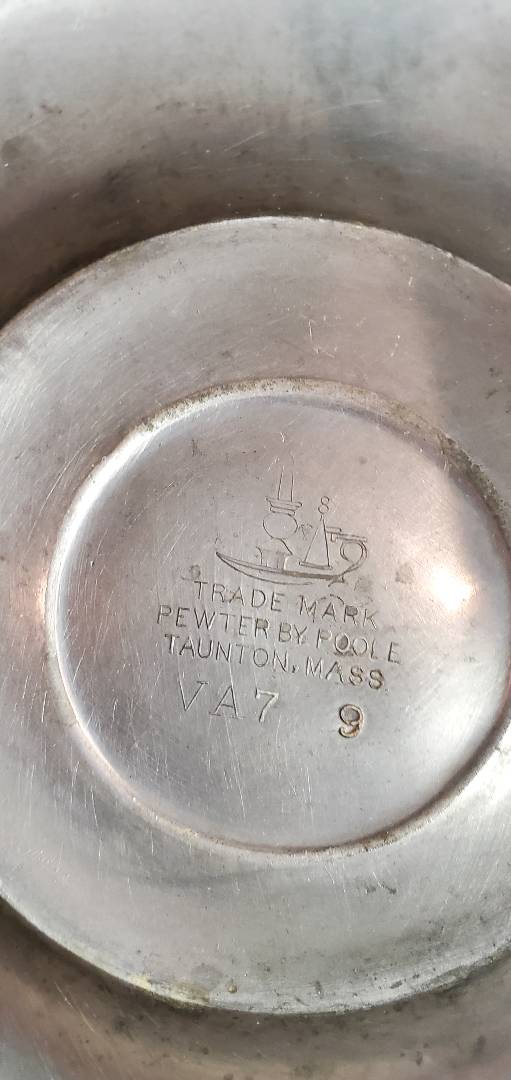 TRADE MARK
PEWTER BY POOLE
TAUNTON, MASS.
VA7 9